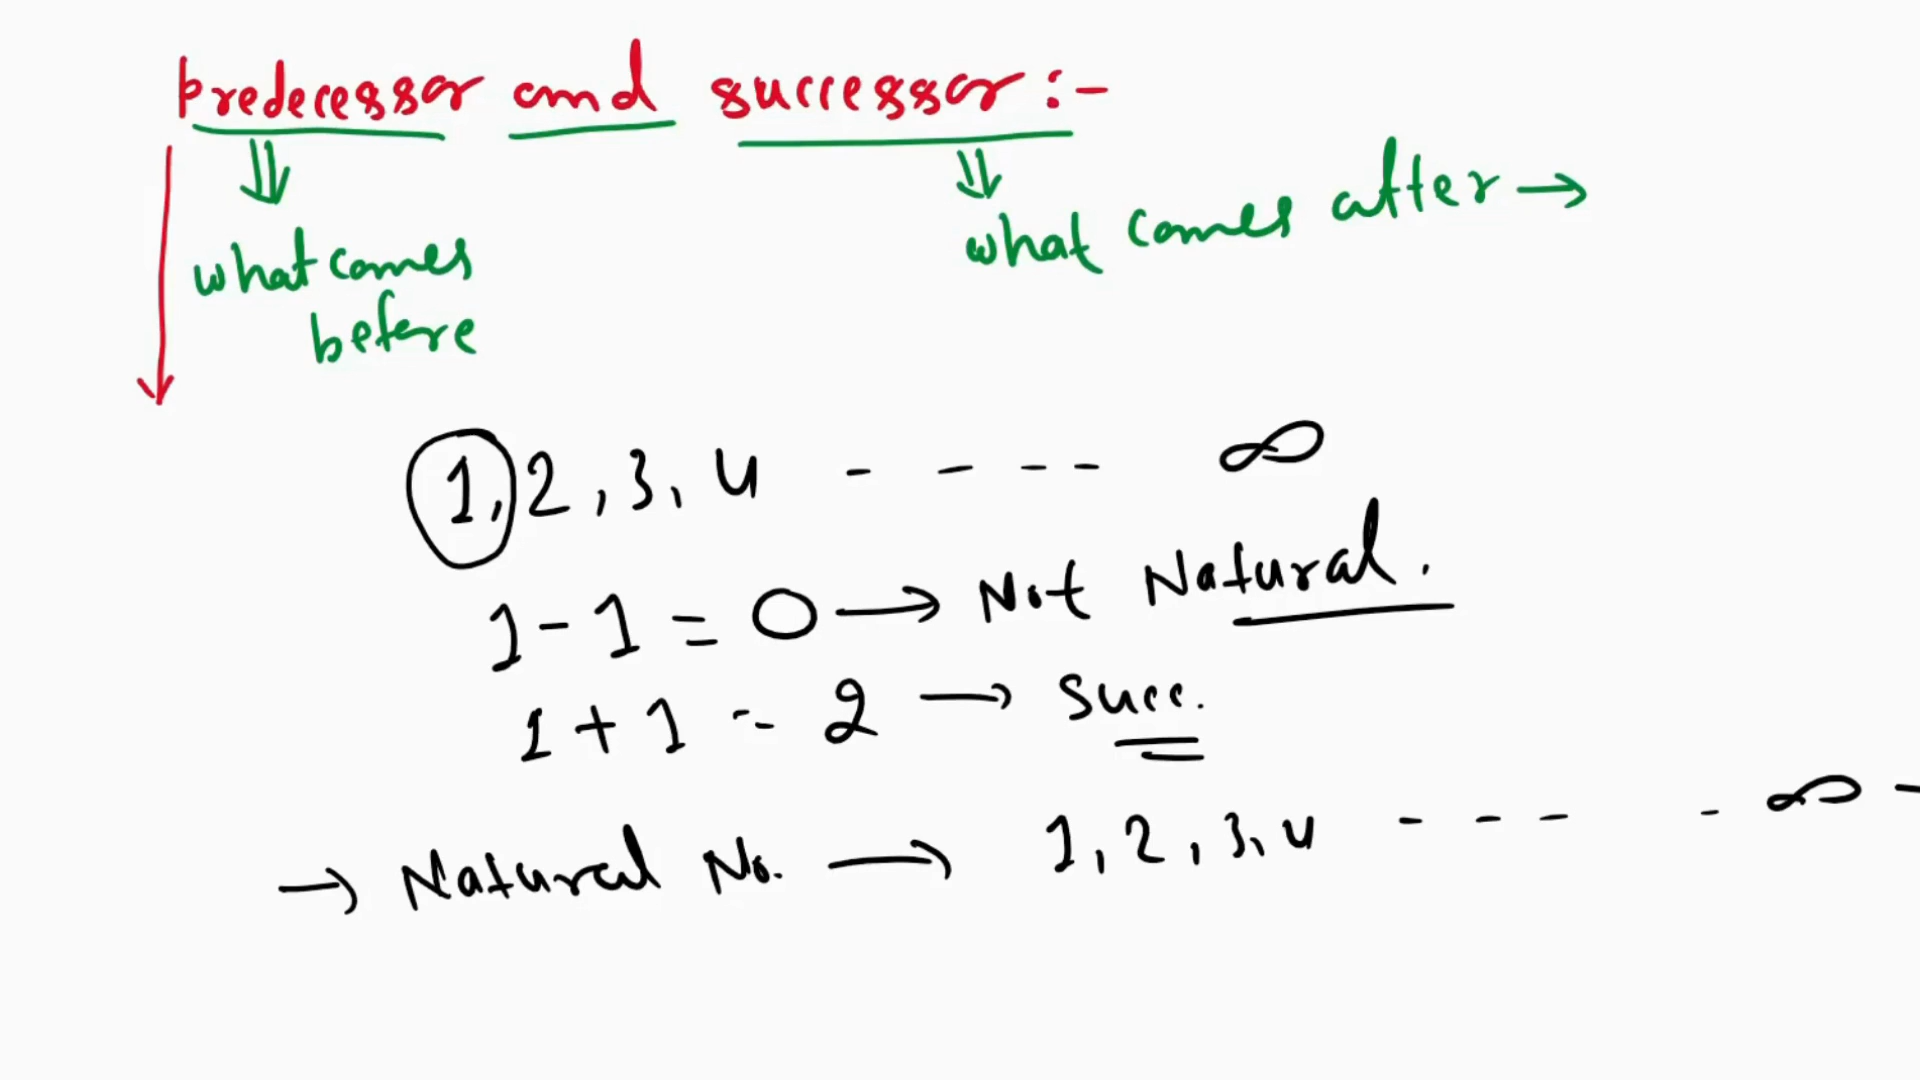 predecessor and successor :-
what comes before
what comes after →
1, 2, 3, 4 - - - - ∞
1 - 1 = 0 → Not Natural.
1 + 1 = 2 → Succ.
→ Natural No. → 1, 2, 3, 4 - - - - ∞ -